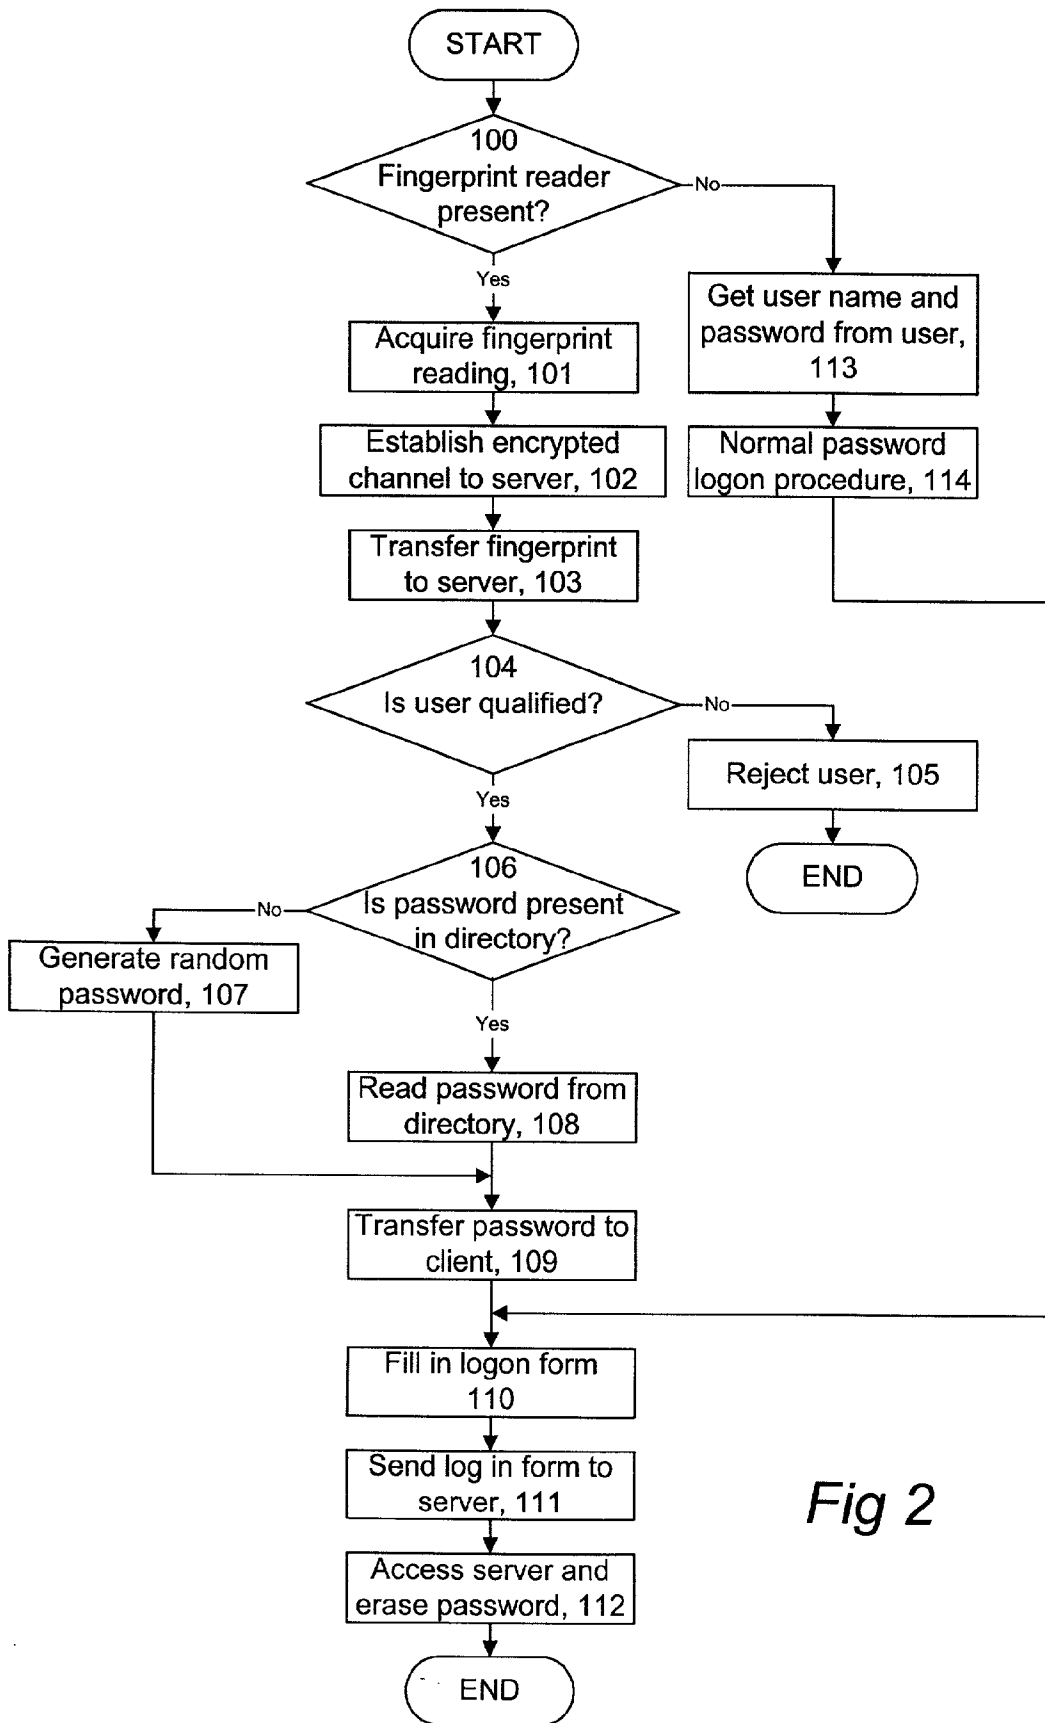 START
100
Fingerprint reader
present?
No
Yes
Get user name and
password from user,
113
Acquire fingerprint
reading, 101
Establish encrypted
channel to server, 102
Normal password
logon procedure, 114
Transfer fingerprint
to server, 103
104
Is user qualified?
No
Yes
Reject user, 105
END
106
Is password present
in directory?
No
Yes
Generate random
password, 107
Read password from
directory, 108
Transfer password to
client, 109
Fill in logon form
110
Send log in form to
server, 111
Access server and
erase password, 112
END
Fig 2